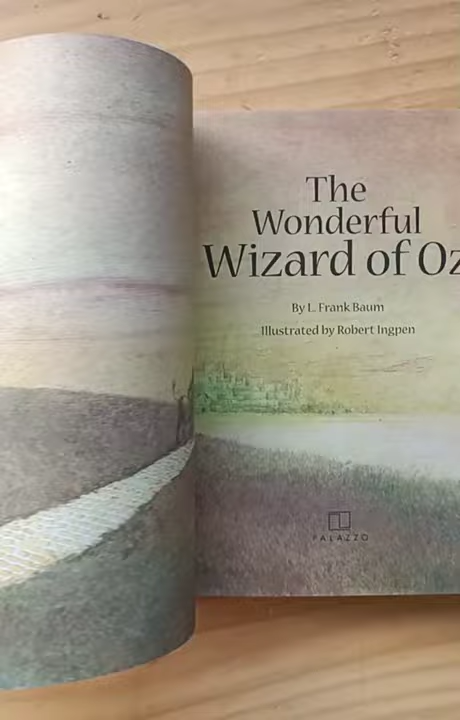 The
Wonderful
Wizard of Oz
By L. Frank Baum
Illustrated by Robert Ingpen
PALAZZO